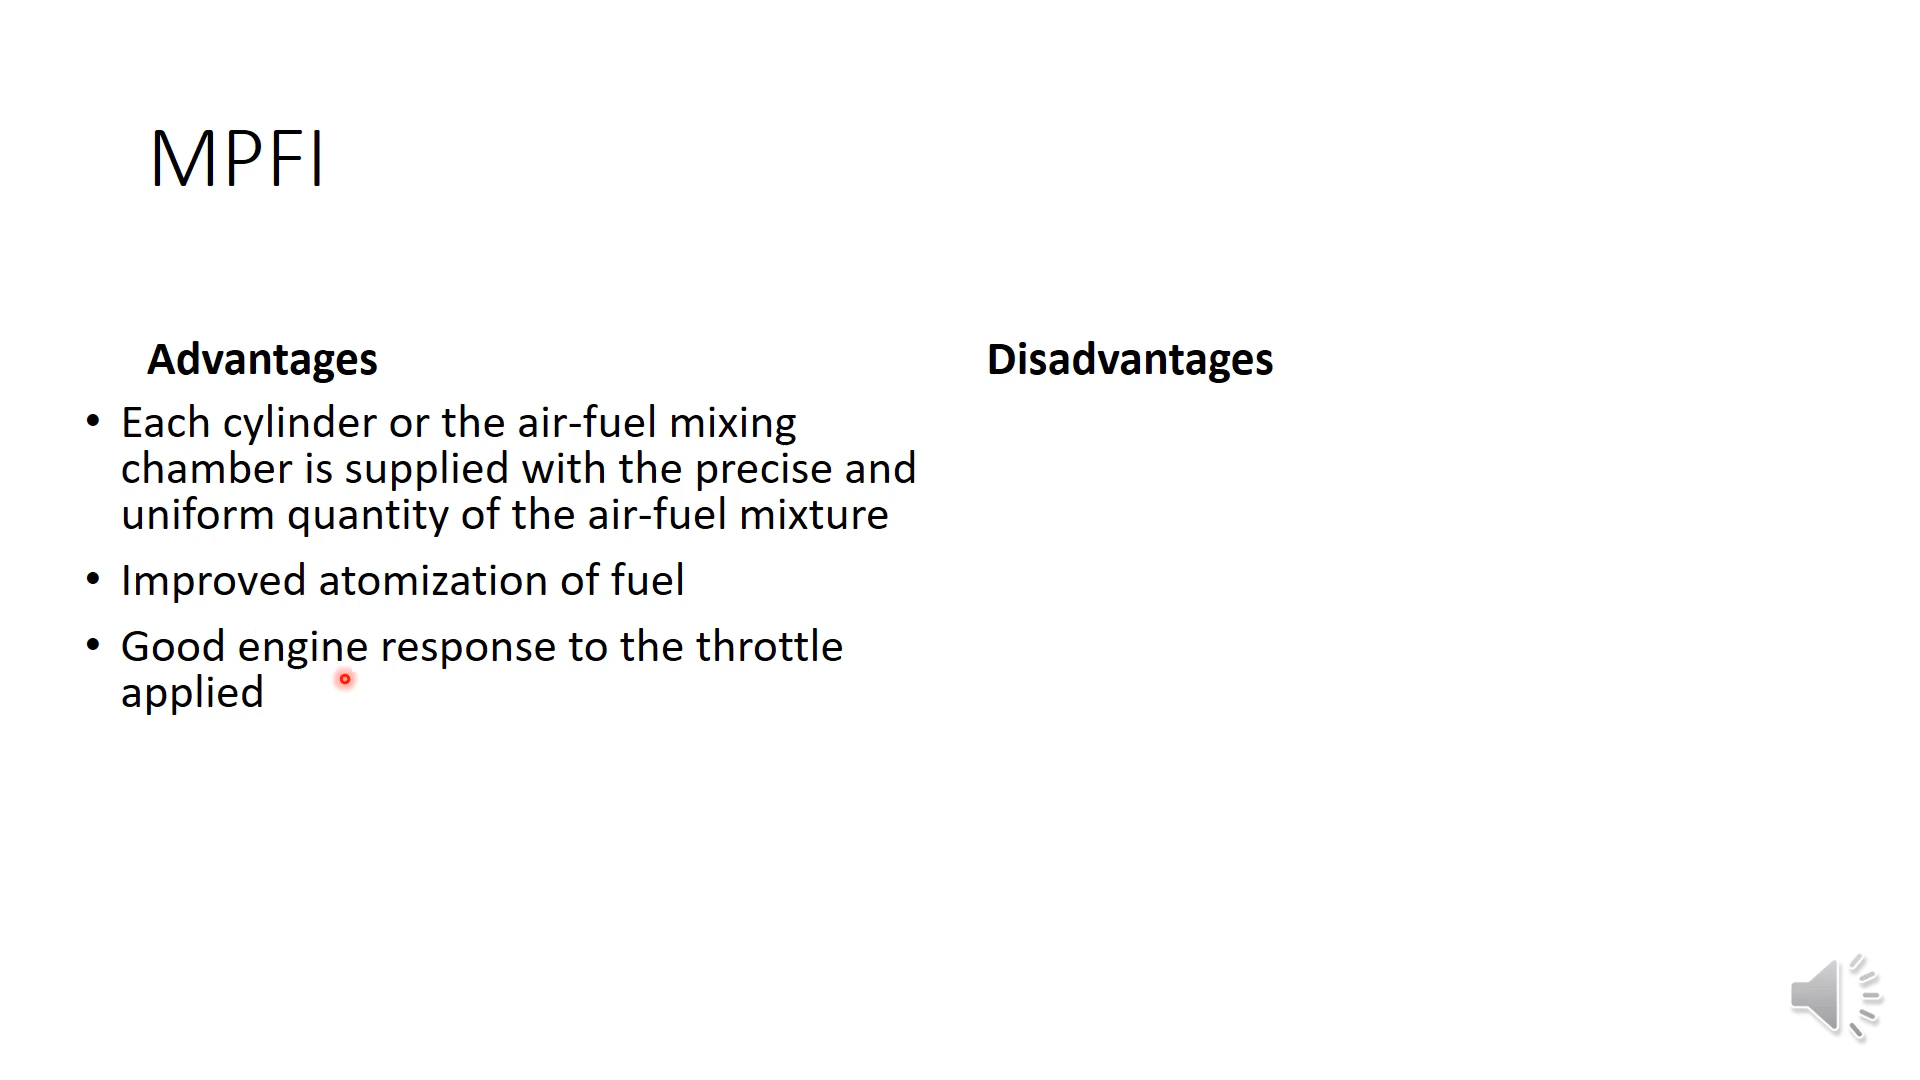 MPFI
Advantages
• Each cylinder or the air-fuel mixing
chamber is supplied with the precise and
uniform quantity of the air-fuel mixture
• Improved atomization of fuel
• Good engine response to the throttle
applied
Disadvantages